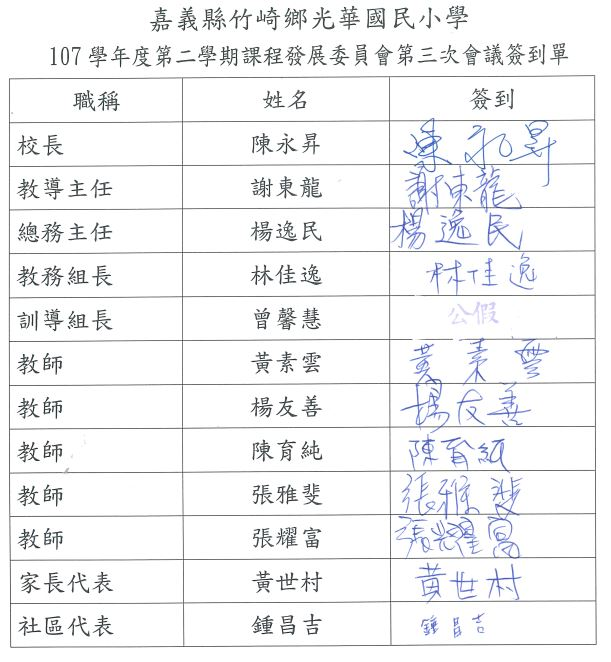 嘉義縣竹崎鄉光華國民小學
107學年度第二學期課程發展委員會第三次會議簽到單
職稱 姓名 簽到
校長 陳永昇 陳永昇
教導主任 謝東龍 謝東龍
總務主任 楊逸民 楊逸民
教務組長 林佳逸 林佳逸
訓導組長 曾馨慧 公假
教師 黃素雲 黃素雲
教師 楊友善 楊友善
教師 陳育純 陳育純
教師 張雅斐 張雅斐
教師 張耀富 張耀富
家長代表 黃世村 黃世村
社區代表 鍾昌吉 鍾昌吉